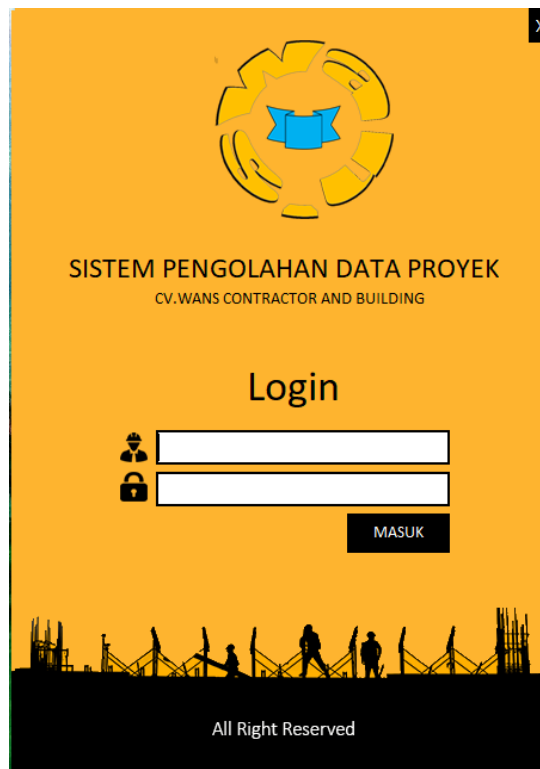 X
SISTEM PENGOLAHAN DATA PROYEK
CV.WANS CONTRACTOR AND BUILDING
Login
MASUK
All Right Reserved